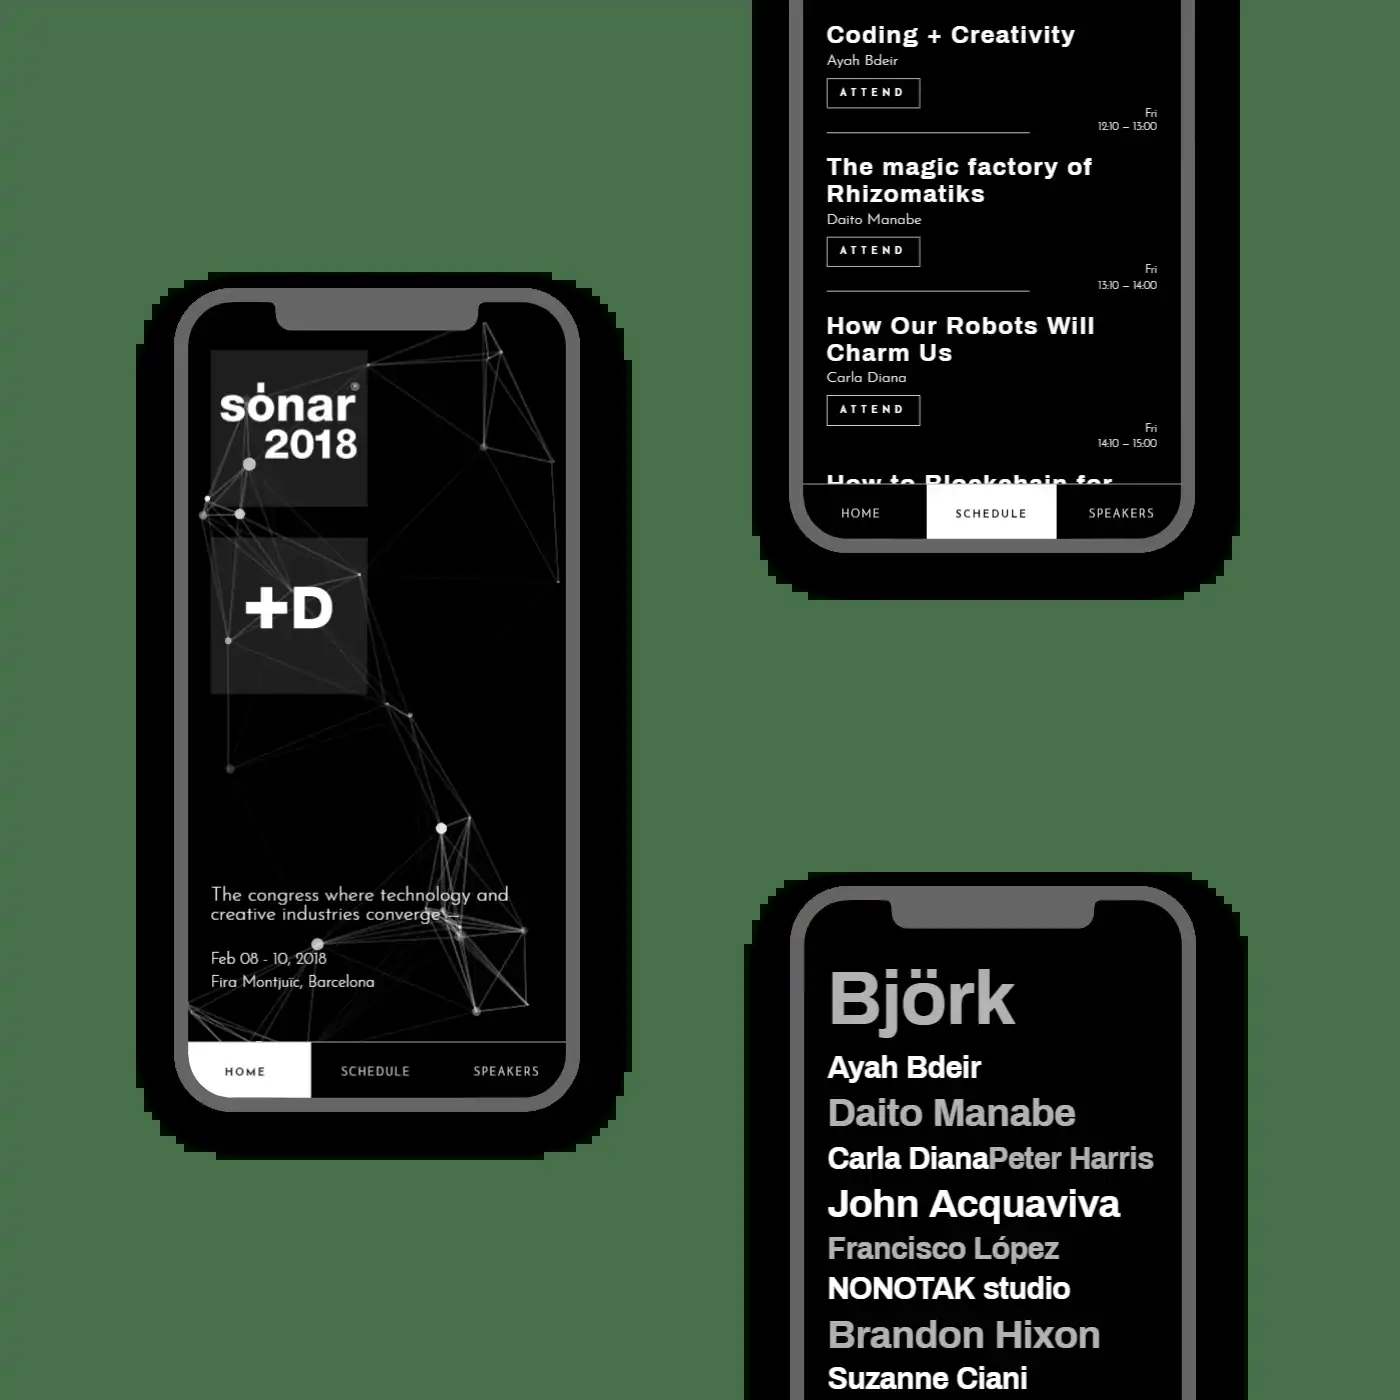 sónar®
2018
+D
The congress where technology and
creative industries converge –
Feb 08 - 10, 2018
Fira Montjuïc, Barcelona
HOME SCHEDULE SPEAKERS
Coding + Creativity
Ayah Bdeir
ATTEND
Fri
12:10 – 13:00
The magic factory of
Rhizomatiks
Daito Manabe
ATTEND
Fri
13:10 – 14:00
How Our Robots Will
Charm Us
Carla Diana
ATTEND
Fri
14:10 – 15:00
How to Blockchain for
HOME SCHEDULE SPEAKERS
Björk
Ayah Bdeir
Daito Manabe
Carla DianaPeter Harris
John Acquaviva
Francisco López
NONOTAK studio
Brandon Hixon
Suzanne Ciani